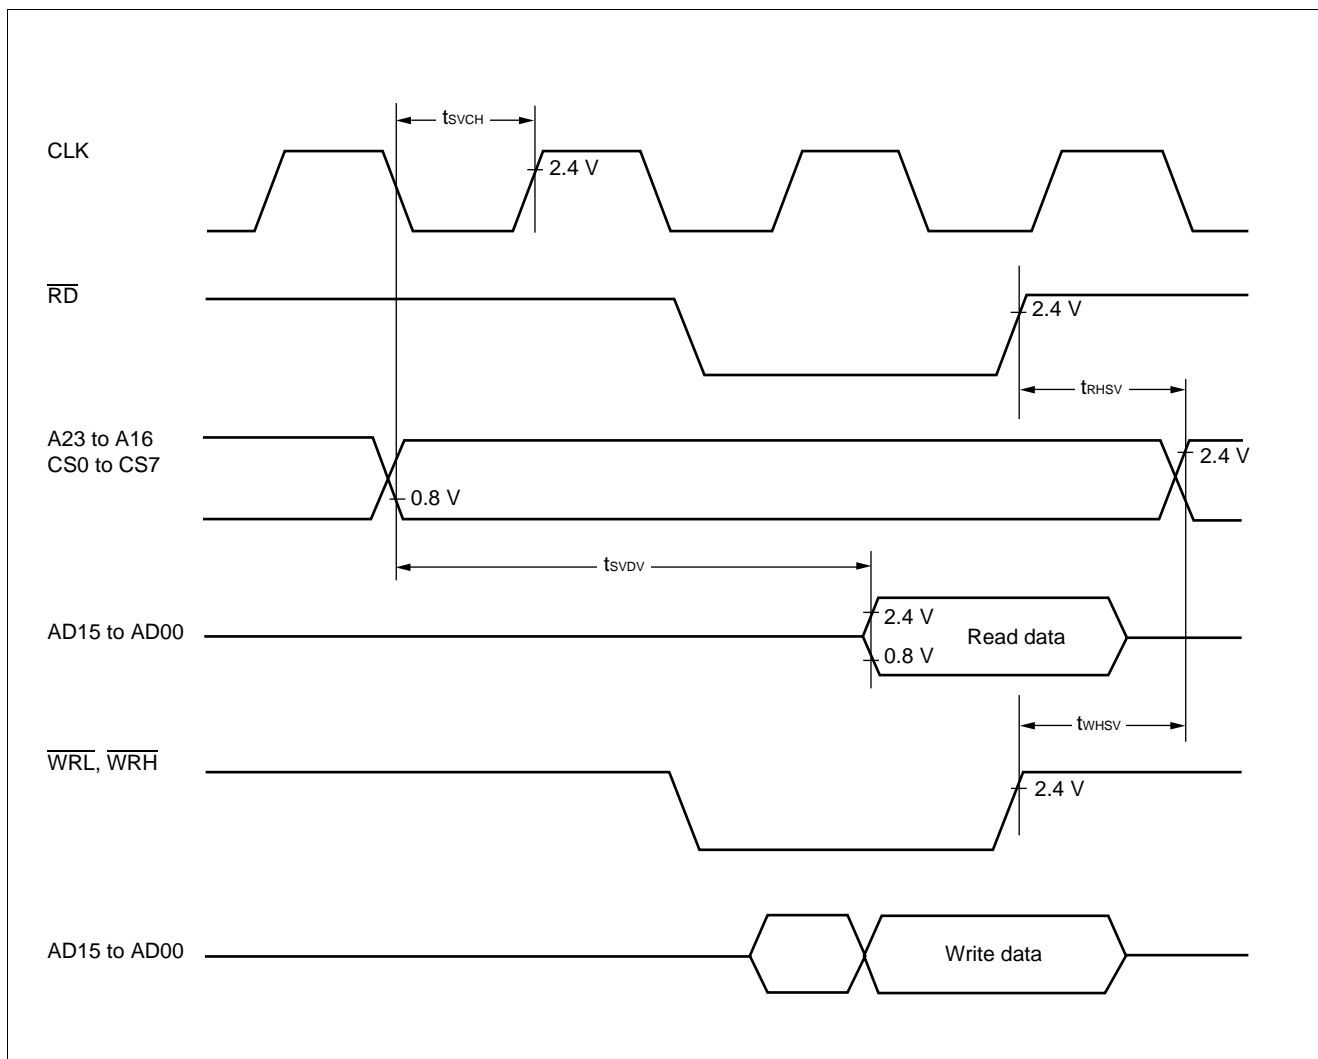 tSVCH
CLK
2.4 V
RD
2.4 V
tRHSV
A23 to A16
CS0 to CS7
2.4 V
0.8 V
tSVDV
AD15 to AD00
2.4 V
Read data
0.8 V
tWHSV
WRL, WRH
2.4 V
AD15 to AD00
Write data